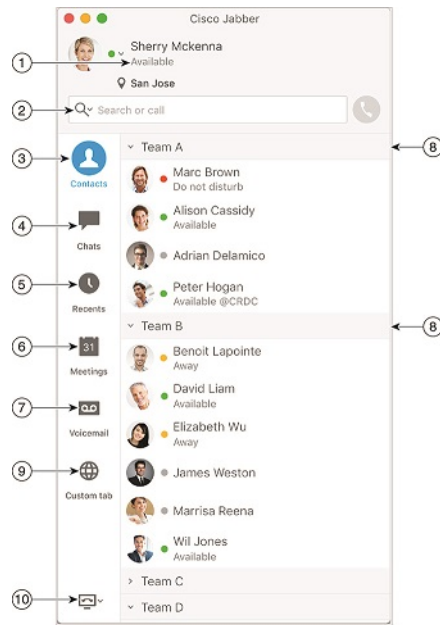 Cisco Jabber
Sherry Mckenna
1
Available
San Jose
2
Search or call
3
Contacts
Team A
8
Marc Brown
Do not disturb
4
Chats
Alison Cassidy
Available
Adrian Delamico
5
Recents
Peter Hogan
Available @CRDC
Team B
8
6
31
Meetings
Benoit Lapointe
Away
David Liam
Available
7
Voicemail
Elizabeth Wu
Away
9
Custom tab
James Weston
Marrisa Reena
Wil Jones
Available
Team C
10
Team D